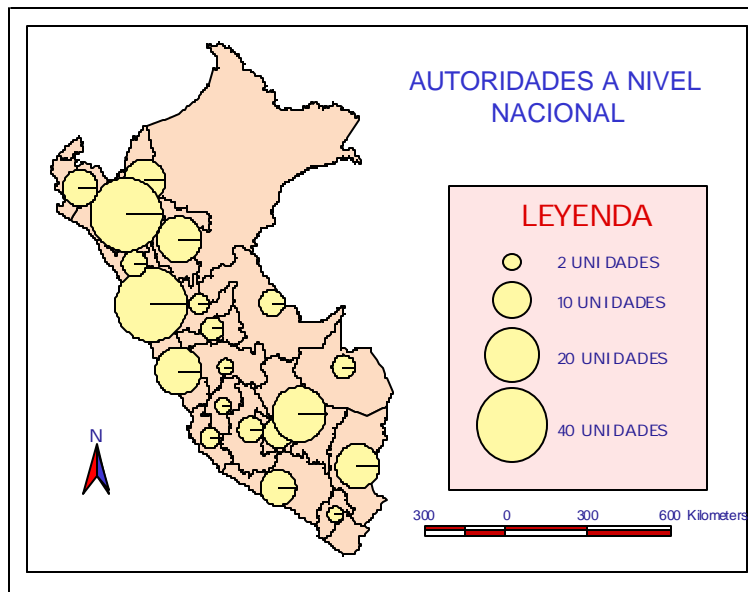 AUTORIDADES A NIVEL
NACIONAL
LEYENDA
2 UNIDADES
10 UNIDADES
20 UNIDADES
40 UNIDADES
N
300 0 300 600 Kilometers